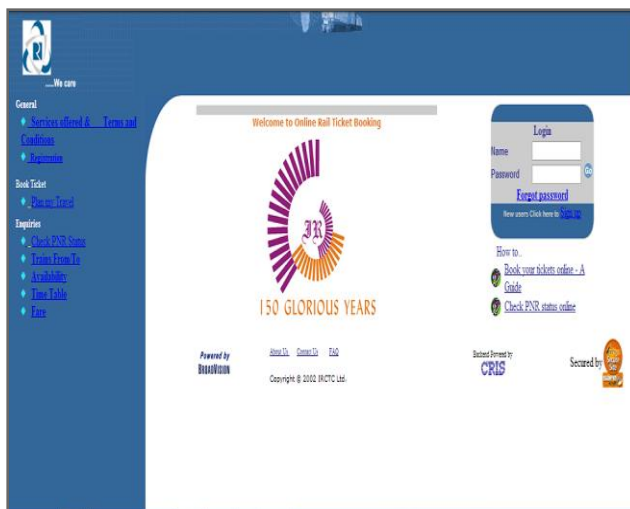 .....We care
General
Services offered & Terms and
Conditions
Registration
Book Ticket
Plan my Travel
Enquiries
Check PNR Status
Trains From/To
Availability
Time Table
Fare
Welcome to Online Rail Ticket Booking
IR
150 GLORIOUS YEARS
Login
Name
Password
Go
Forgot password
New users Click here to Sign up
How to..
Book your tickets online - A
Guide
Check PNR status online
Powered by
BROADVISION
About Us Contact Us FAQ
Copyright © 2002 IRCTC Ltd.
Backend Powered by
CRIS
Secured by